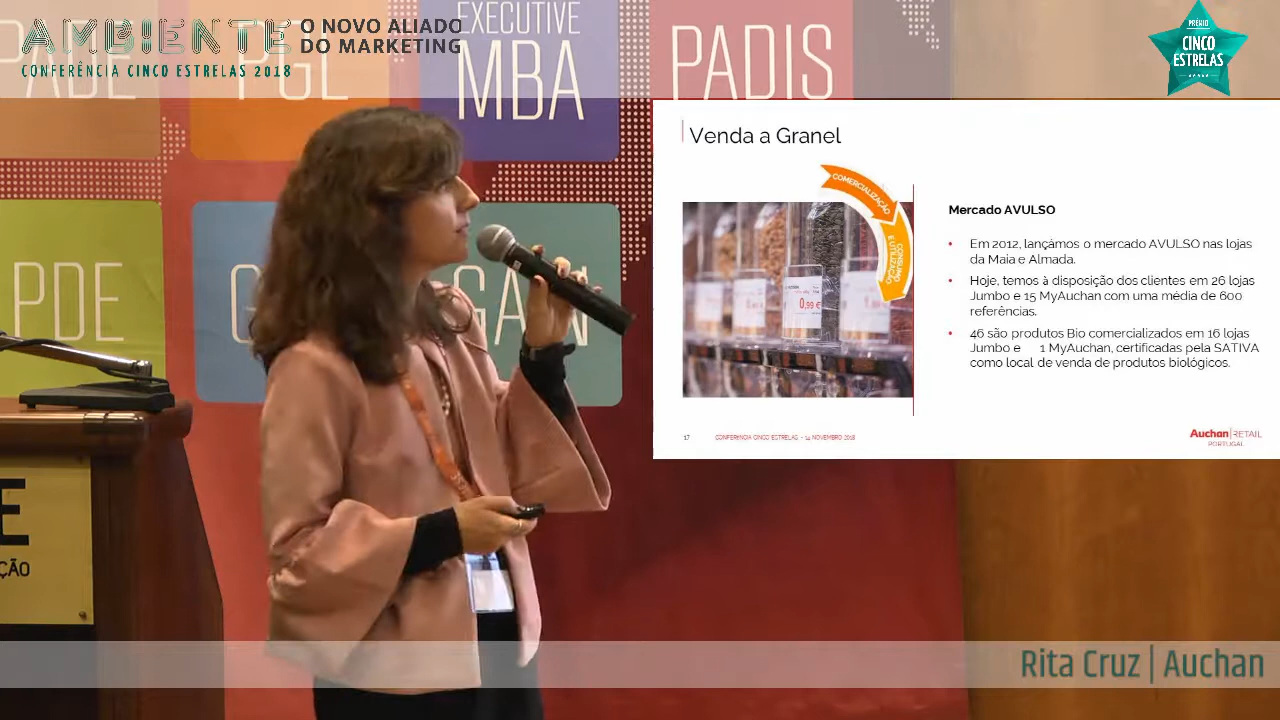 AMBIENTE
O NOVO ALIADO
DO MARKETING
CONFERÊNCIA CINCO ESTRELAS 2018
PRÉMIO
CINCO
ESTRELAS
PADE
PGL
EXECUTIVE
MBA
PADIS
PDE
GAN
E
ÇÃO
Venda a Granel
COMERCIALIZAÇÃO
CONSUMO
E UTILIZAÇÃO
0,99 €
Mercado AVULSO
• Em 2012, lançámos o mercado AVULSO nas lojas
da Maia e Almada.
• Hoje, temos à disposição dos clientes em 26 lojas
Jumbo e 15 MyAuchan com uma média de 600
referências.
• 46 são produtos Bio comercializados em 16 lojas
Jumbo e 1 MyAuchan, certificadas pela SATIVA
como local de venda de produtos biológicos.
17
CONFERÊNCIA CINCO ESTRELAS - 14 NOVEMBRO 2018
Auchan | RETAIL
PORTUGAL
Rita Cruz | Auchan